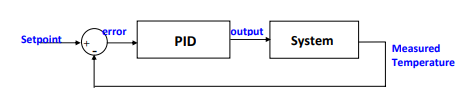 Setpoint
+
-
error
PID
output
System
Measured
Temperature